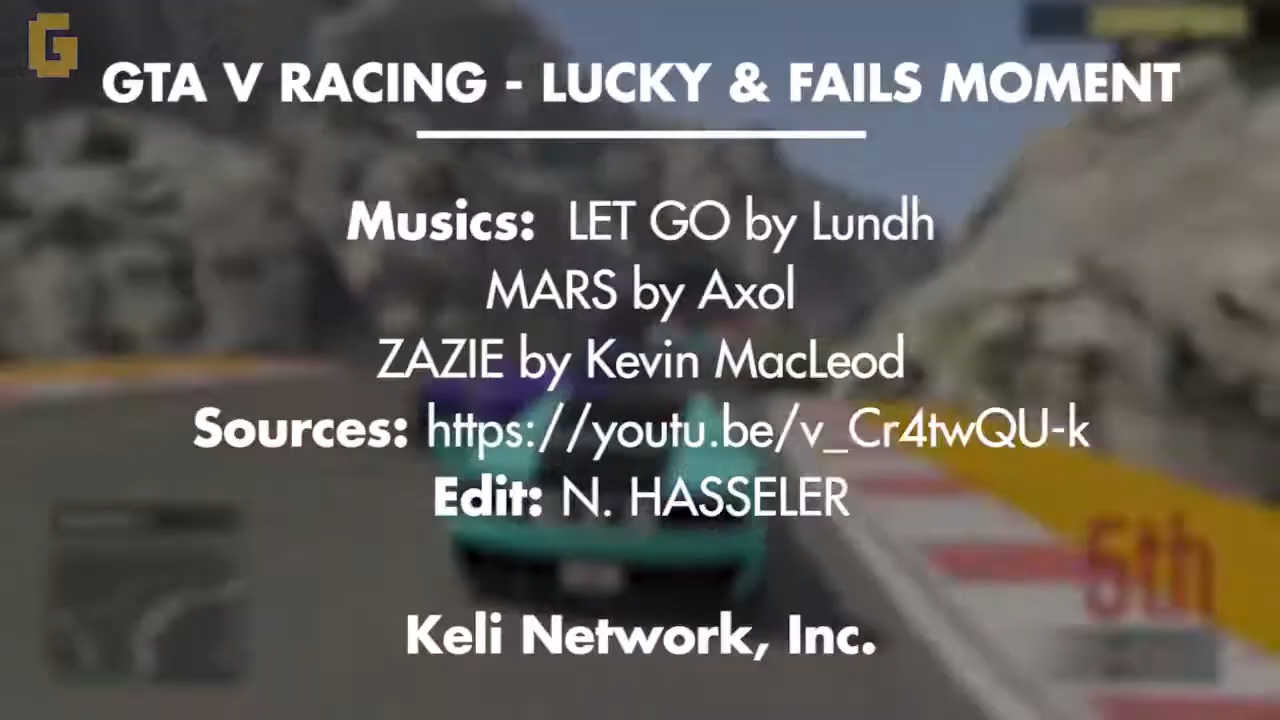 G
GTA V RACING - LUCKY & FAILS MOMENT
Musics: LET GO by Lundh
MARS by Axol
ZAZIE by Kevin MacLeod
Sources: https://youtu.be/v_Cr4twQU-k
Edit: N. HASSELER
5th
Keli Network, Inc.